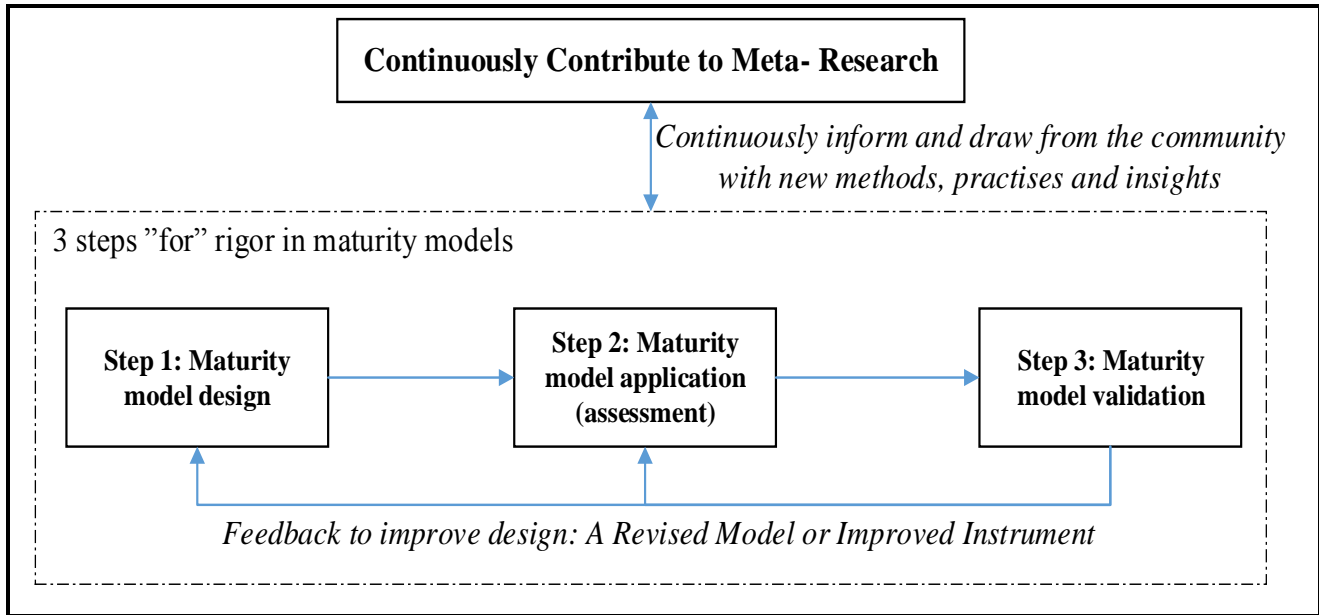 Continuously Contribute to Meta- Research
Continuously inform and draw from the community
with new methods, practises and insights
3 steps ”for” rigor in maturity models
Step 1: Maturity
model design
Step 2: Maturity
model application
(assessment)
Step 3: Maturity
model validation
Feedback to improve design: A Revised Model or Improved Instrument